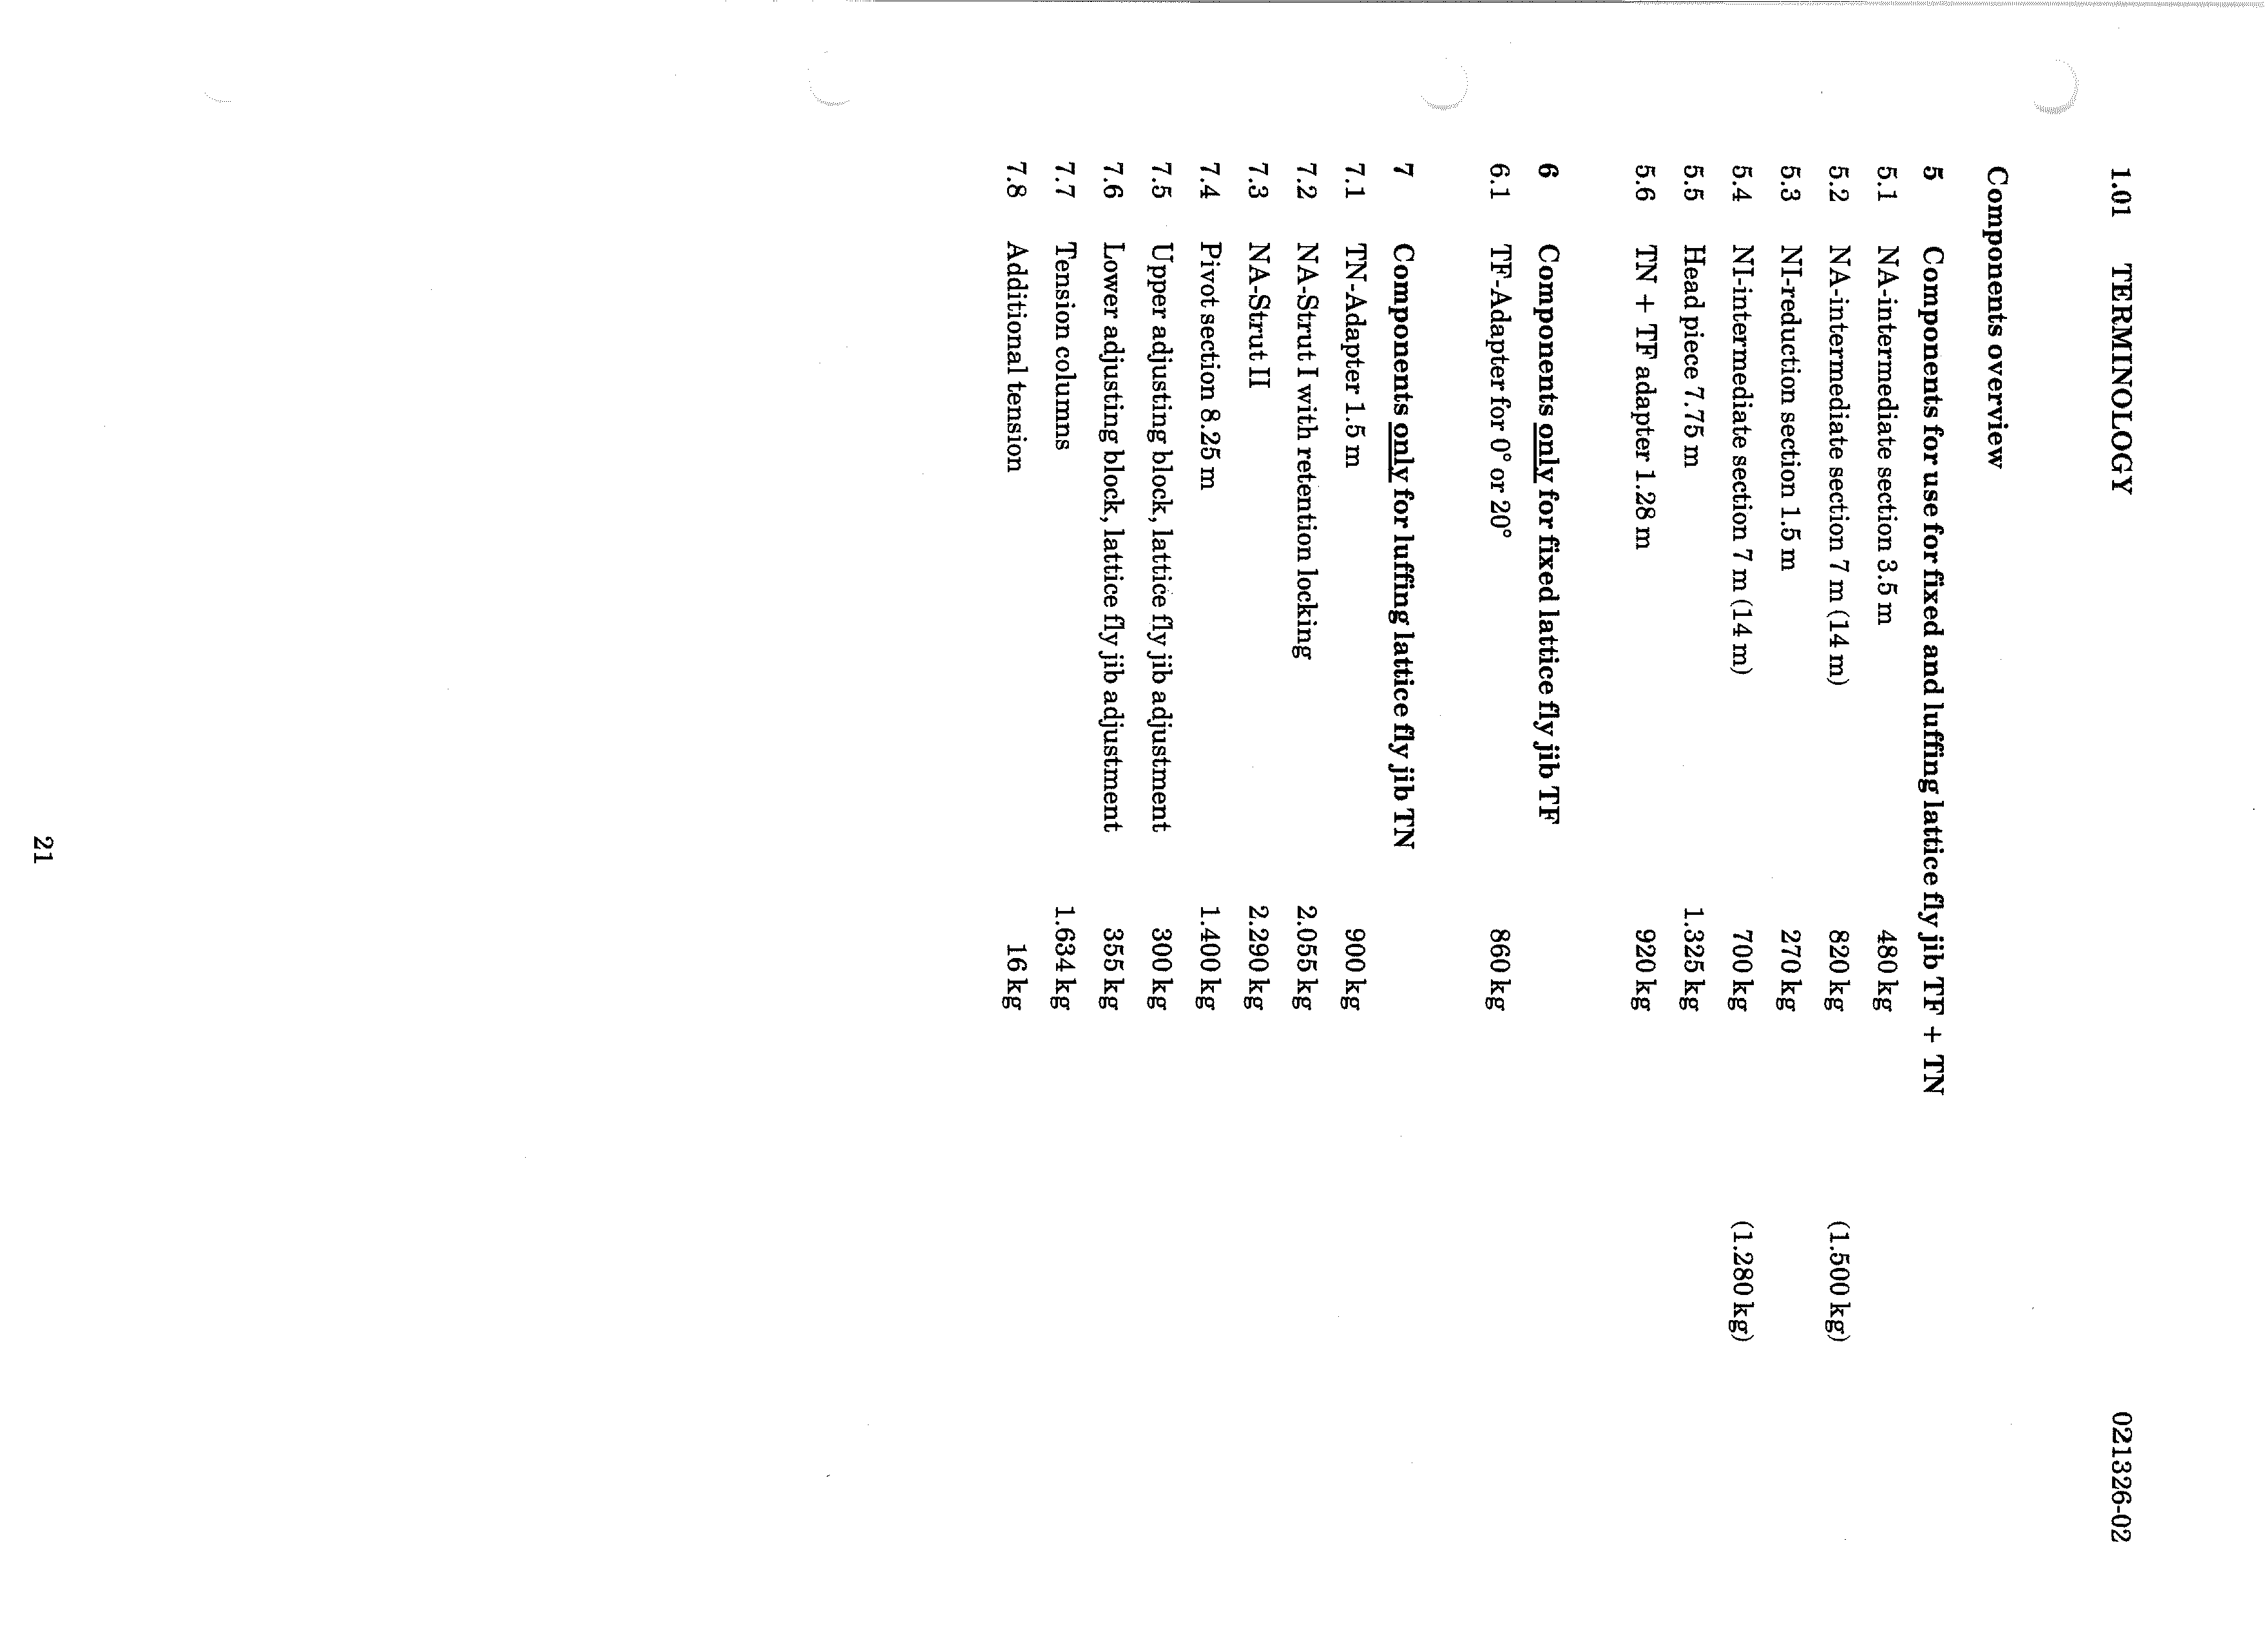 1.01 TERMINOLOGY 021326-02
Components overview
5 Components for use for fixed and luffing lattice fly jib TF + TN
5.1 NA-intermediate section 3.5 m 480 kg
5.2 NA-intermediate section 7 m (14 m) 820 kg (1.500 kg)
5.3 NI-reduction section 1.5 m 270 kg
5.4 NI-intermediate section 7 m (14 m) 700 kg (1.280 kg)
5.5 Head piece 7.75 m 1.325 kg
5.6 TN + TF adapter 1.28 m 920 kg
6 Components only for fixed lattice fly jib TF
6.1 TF-Adapter for 0° or 20° 860 kg
7 Components only for luffing lattice fly jib TN
7.1 TN-Adapter 1.5 m 900 kg
7.2 NA-Strut I with retention locking 2.055 kg
7.3 NA-Strut II 2.290 kg
7.4 Pivot section 8.25 m 1.400 kg
7.5 Upper adjusting block, lattice fly jib adjustment 300 kg
7.6 Lower adjusting block, lattice fly jib adjustment 355 kg
7.7 Tension columns 1.634 kg
7.8 Additional tension 16 kg
21